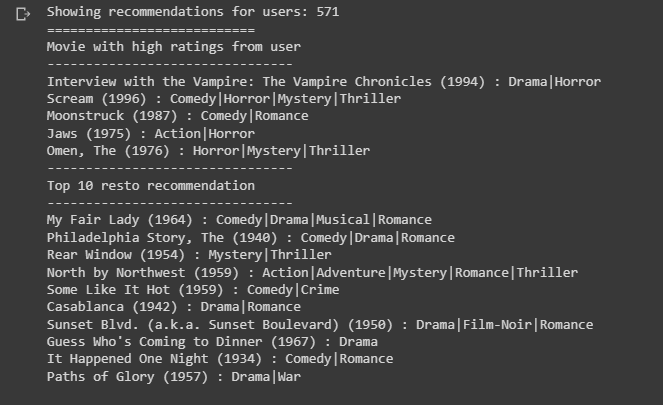 Showing recommendations for users: 571
===========================
Movie with high ratings from user
--------------------------------
Interview with the Vampire: The Vampire Chronicles (1994) : Drama|Horror
Scream (1996) : Comedy|Horror|Mystery|Thriller
Moonstruck (1987) : Comedy|Romance
Jaws (1975) : Action|Horror
Omen, The (1976) : Horror|Mystery|Thriller
--------------------------------
Top 10 resto recommendation
--------------------------------
My Fair Lady (1964) : Comedy|Drama|Musical|Romance
Philadelphia Story, The (1940) : Comedy|Drama|Romance
Rear Window (1954) : Mystery|Thriller
North by Northwest (1959) : Action|Adventure|Mystery|Romance|Thriller
Some Like It Hot (1959) : Comedy|Crime
Casablanca (1942) : Drama|Romance
Sunset Blvd. (a.k.a. Sunset Boulevard) (1950) : Drama|Film-Noir|Romance
Guess Who's Coming to Dinner (1967) : Drama
It Happened One Night (1934) : Comedy|Romance
Paths of Glory (1957) : Drama|War